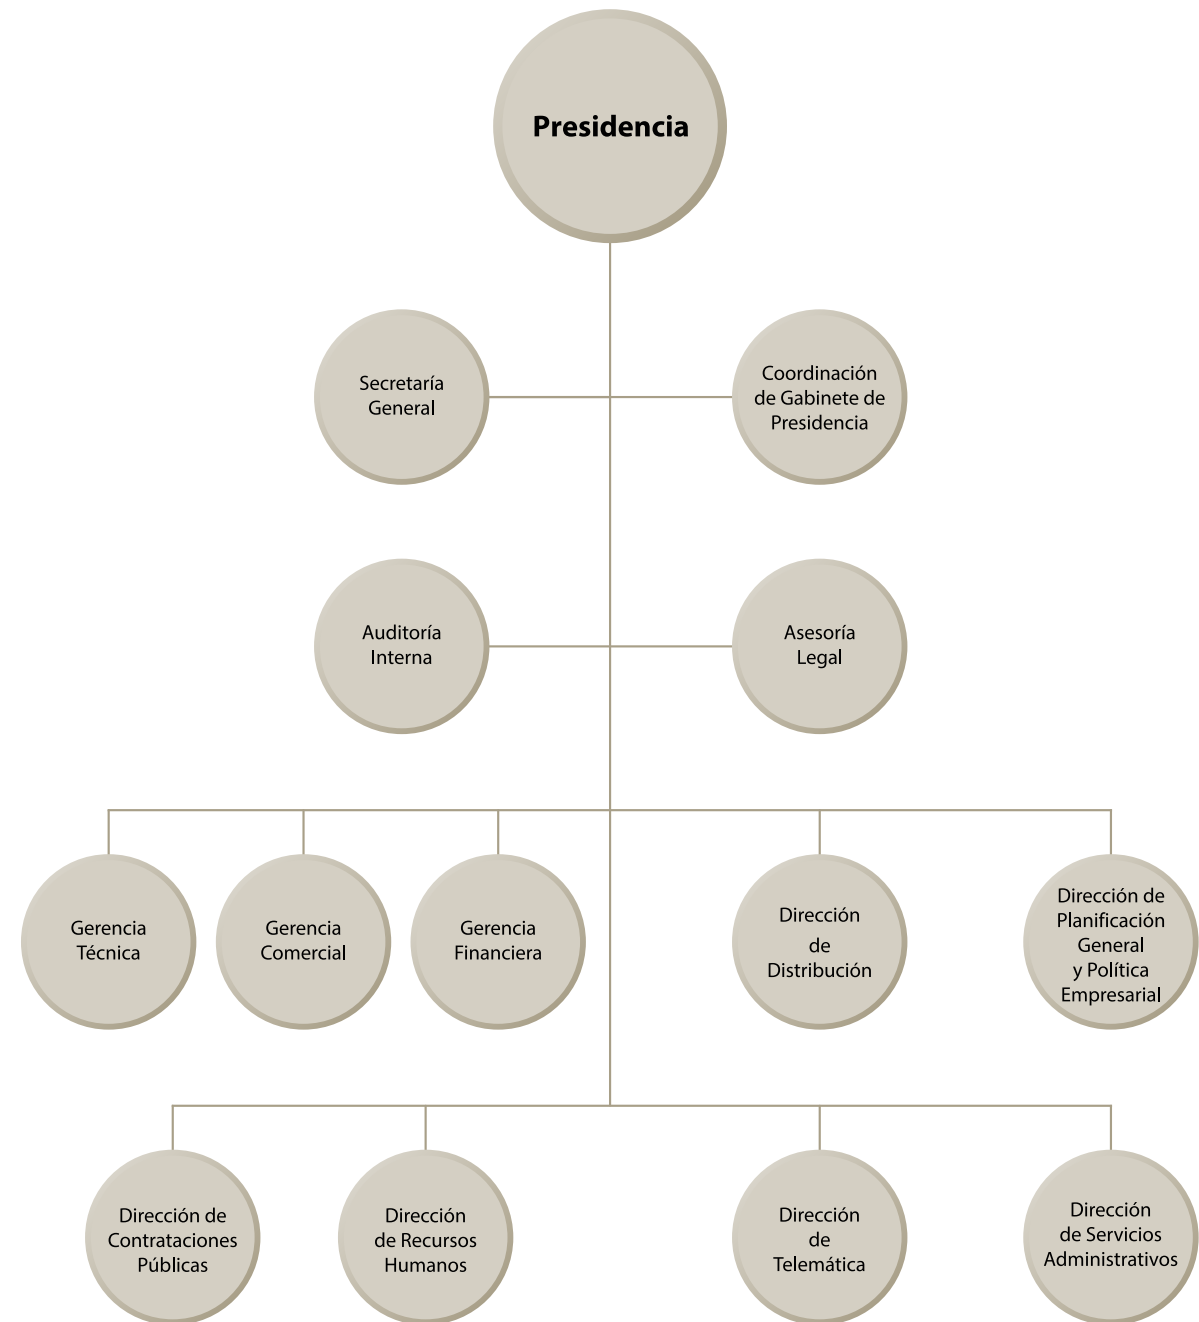 Presidencia
Secretaría
General
Coordinación
de Gabinete de
Presidencia
Auditoría
Interna
Asesoría
Legal
Gerencia
Técnica
Gerencia
Comercial
Gerencia
Financiera
Dirección
de
Distribución
Dirección de
Planificación
General
y Política
Empresarial
Dirección de
Contrataciones
Públicas
Dirección
de Recursos
Humanos
Dirección
de
Telemática
Dirección
de Servicios
Administrativos